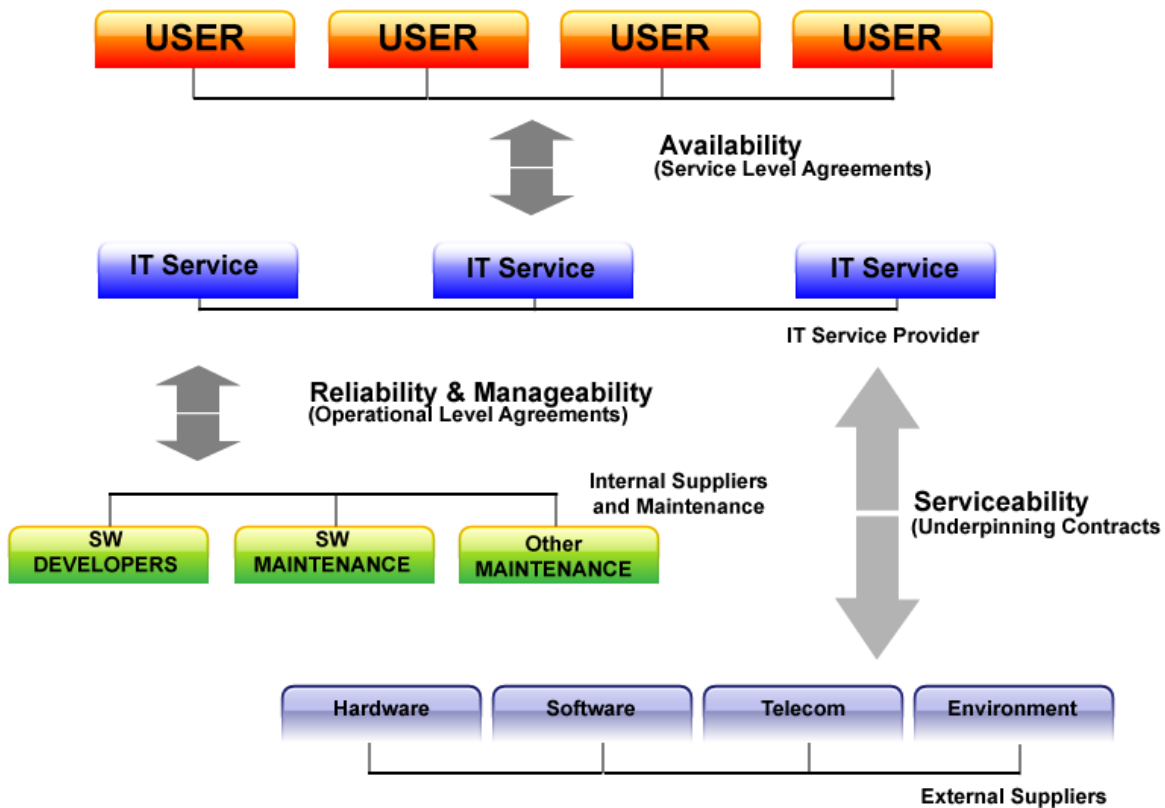 USER
USER
USER
USER
Availability
(Service Level Agreements)
IT Service
IT Service
IT Service
IT Service Provider
Reliability & Manageability
(Operational Level Agreements)
Internal Suppliers
and Maintenance
Serviceability
(Underpinning Contracts
SW
DEVELOPERS
SW
MAINTENANCE
Other
MAINTENANCE
Hardware
Software
Telecom
Environment
External Suppliers